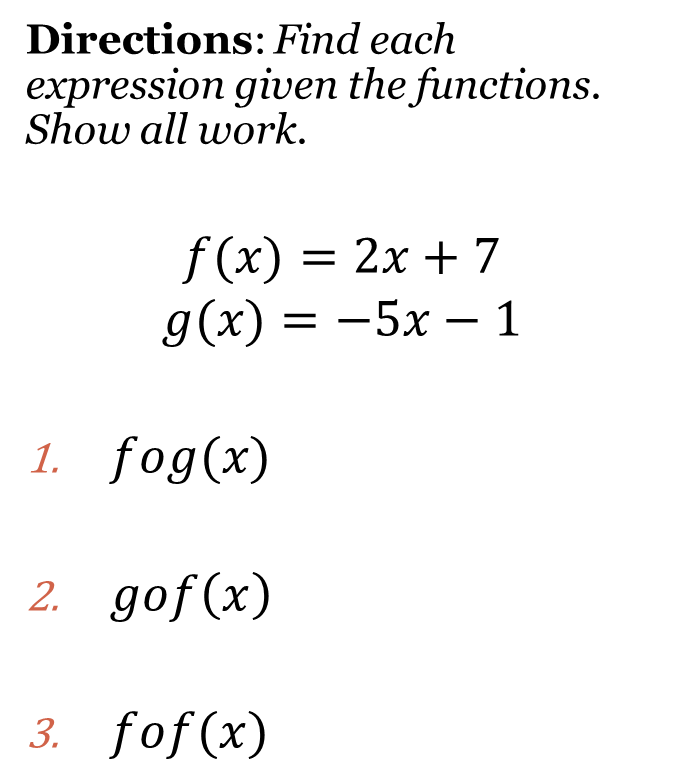 Directions: Find each
expression given the functions.
Show all work.
f(x) = 2x + 7
g(x) = −5x − 1
1. fog(x)
2. gof(x)
3. fof(x)